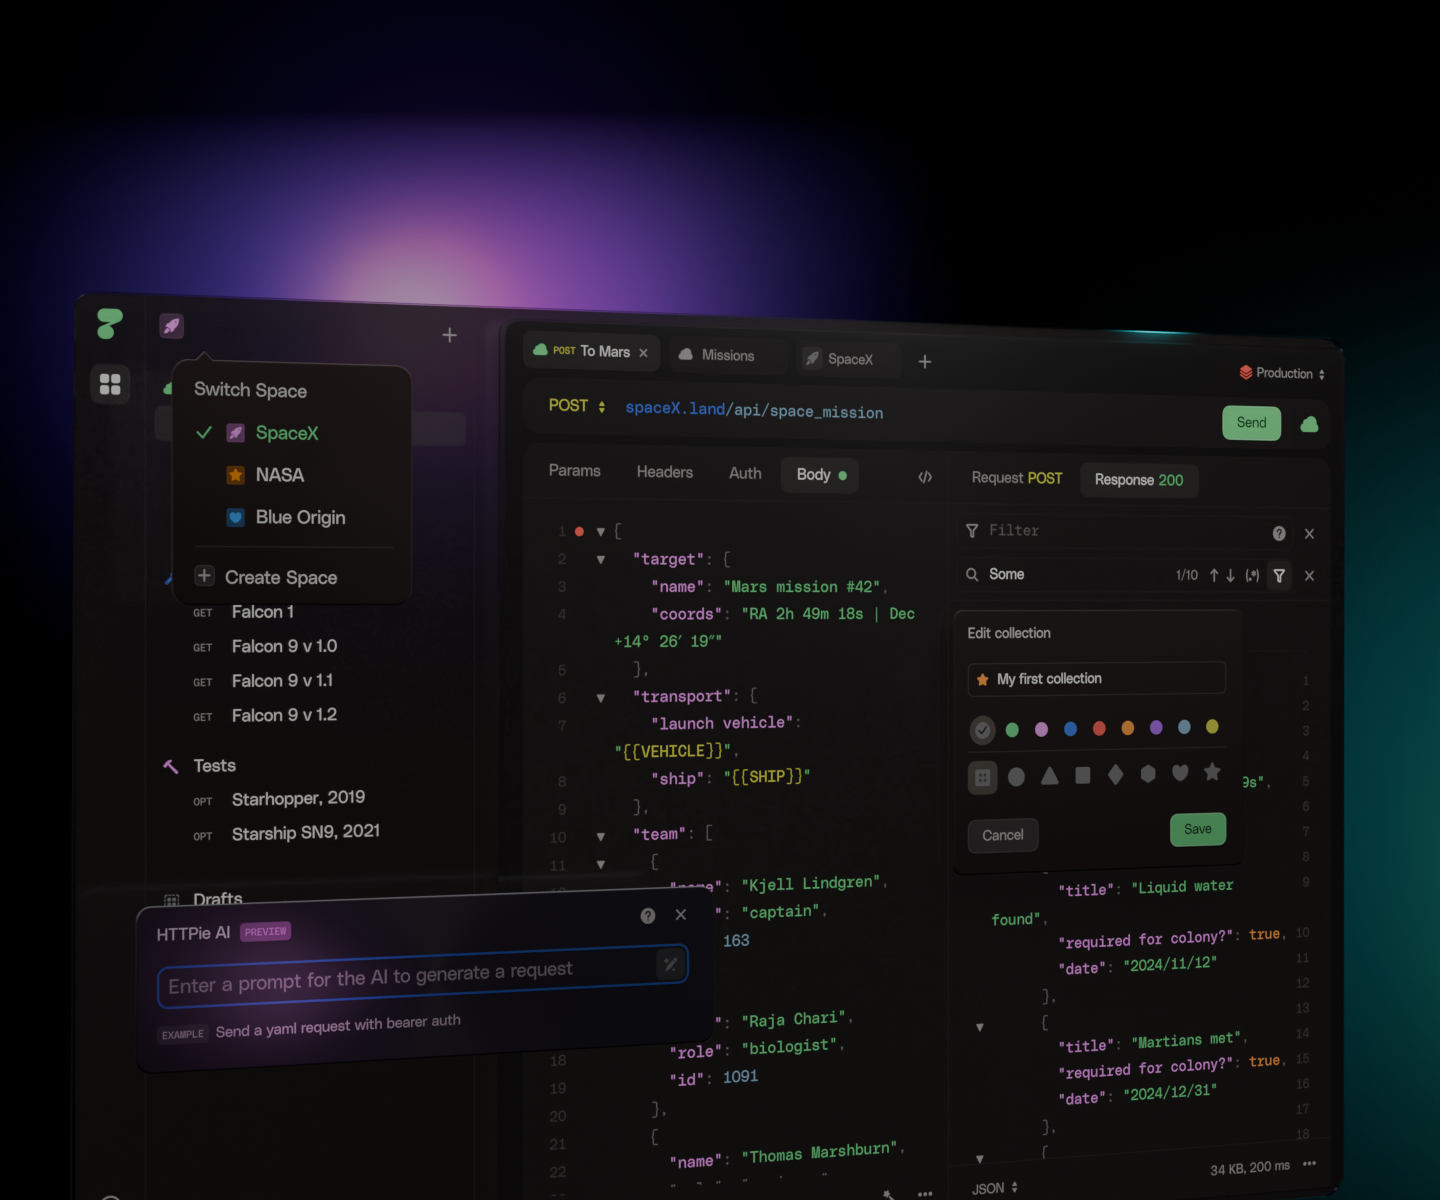 Switch Space
SpaceX
NASA
Blue Origin
Create Space
GET Falcon 1
GET Falcon 9 v 1.0
GET Falcon 9 v 1.1
GET Falcon 9 v 1.2
Tests
OPT Starhopper, 2019
OPT Starship SN9, 2021
Drafts
HTTPie AI PREVIEW
Enter a prompt for the AI to generate a request
EXAMPLE Send a yaml request with bearer auth
POST To Mars
Missions
SpaceX
Production
POST spaceX.land/api/space_mission
Send
Params Headers Auth Body
1 {
2 "target": {
3 "name": "Mars mission #42",
4 "coords": "RA 2h 49m 18s | Dec
+14° 26′ 19″"
5 },
6 "transport": {
7 "launch vehicle":
"{{VEHICLE}}",
8 "ship": "{{SHIP}}"
9 },
10 "team": [
11 {
"name": "Kjell Lindgren",
": "captain",
163
": "Raja Chari",
18 "role": "biologist",
19 "id": 1091
20 },
21 {
22 "name": "Thomas Marshburn",
Request POST Response 200
Filter
Some 1/10 (.*)
Edit collection
My first collection
Cancel Save
1
2
3
4
9s", 5
6
7
8
"title": "Liquid water 9
found",
"required for colony?": true, 10
"date": "2024/11/12" 11
}, 12
{ 13
"title": "Martians met", 14
"required for colony?": true, 15
"date": "2024/12/31" 16
}, 17
{ 18
34 KB, 200 ms
JSON